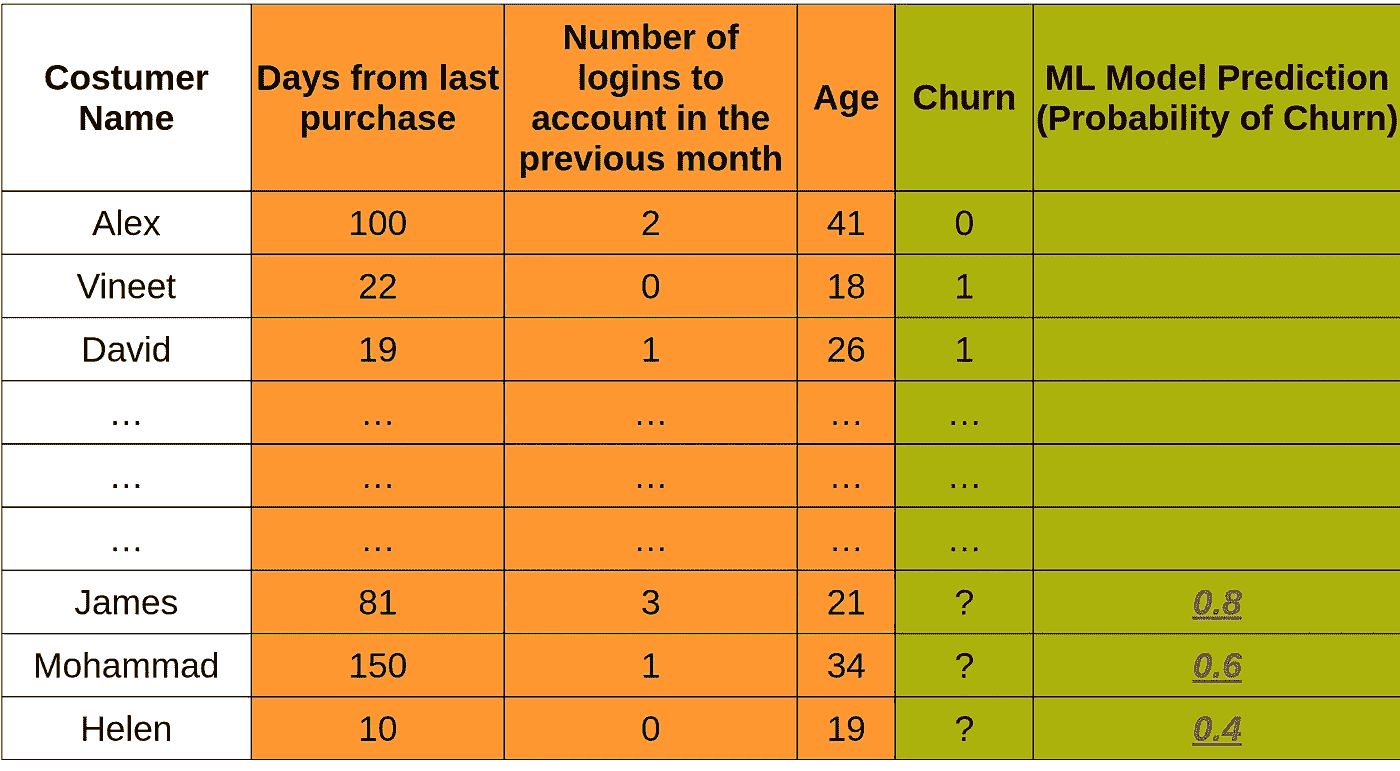 Costumer
Name
Days from last
purchase
Number of
logins to
account in the
previous month
Age
Churn
ML Model Prediction
(Probability of Churn)
Alex 100 2 41 0
Vineet 22 0 18 1
David 19 1 26 1
... ... ... ... ...
... ... ... ... ...
... ... ... ... ...
James 81 3 21 ? 0.8
Mohammad 150 1 34 ? 0.6
Helen 10 0 19 ? 0.4